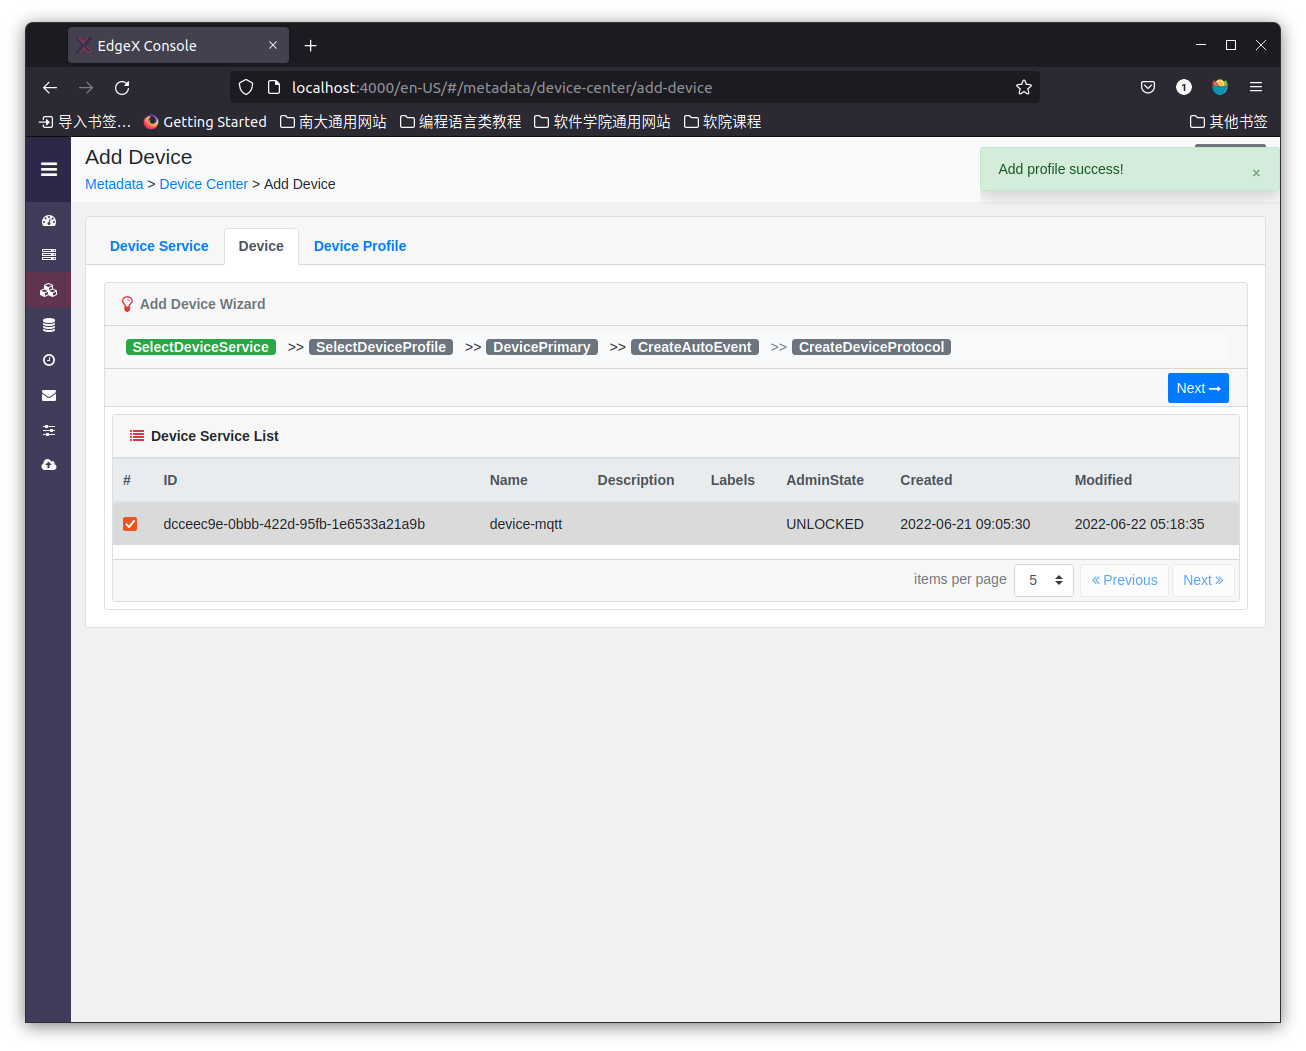 EdgeX Console
localhost:4000/en-US/#/metadata/device-center/add-device
1
导入书签… Getting Started 南大通用网站 编程语言类教程 软件学院通用网站 软院课程 其他书签
Add Device
Metadata > Device Center > Add Device
Add profile success! ×
Device Service Device Device Profile
Add Device Wizard
SelectDeviceService >> SelectDeviceProfile >> DevicePrimary >> CreateAutoEvent >> CreateDeviceProtocol
Next
Device Service List
# ID Name Description Labels AdminState Created Modified
dcceec9e-0bbb-422d-95fb-1e6533a21a9b device-mqtt UNLOCKED 2022-06-21 09:05:30 2022-06-22 05:18:35
items per page 5 « Previous Next »